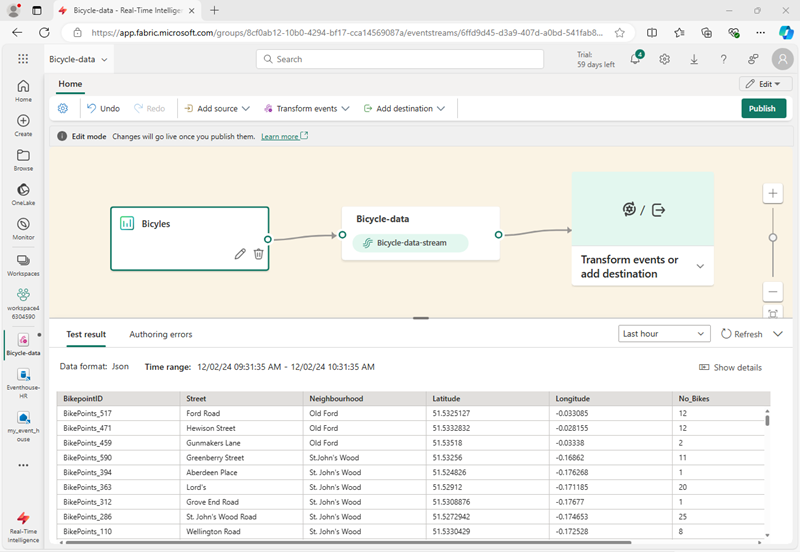 Bicycle-data - Real-Time Intelligence
https://app.fabric.microsoft.com/groups/8cf0ab12-10b0-4294-bf17-cca14569087a/eventstreams/6ffd9d45-d3a9-407d-a0bd-541fab8...
Bicycle-data
Search
Trial:
59 days left
4
Home
Edit
Undo
Redo
Add source
Transform events
Add destination
Publish
Edit mode Changes will go live once you publish them. Learn more
Home
Create
Browse
OneLake
Monitor
Workspaces
workspace4
6304590
Bicycle-data
Eventhouse-
HR
my_event_h
ouse
Real-Time
Intelligence
Bicyles
Bicycle-data
Bicycle-data-stream
/
Transform events or
add destination
Test result
Authoring errors
Last hour
Refresh
Data format: Json Time range: 12/02/24 09:31:35 AM - 12/02/24 10:31:35 AM
Show details
BikepointID Street Neighbourhood Latitude Longitude No_Bikes
BikePoints_517 Ford Road Old Ford 51.5325127 -0.033085 12
BikePoints_471 Hewison Street Old Ford 51.5332832 -0.028155 12
BikePoints_459 Gunmakers Lane Old Ford 51.53518 -0.03338 2
BikePoints_590 Greenberry Street St.John's Wood 51.53256 -0.16862 11
BikePoints_394 Aberdeen Place St. John's Wood 51.524826 -0.176268 1
BikePoints_363 Lord's St. John's Wood 51.52912 -0.171185 20
BikePoints_312 Grove End Road St. John's Wood 51.5308876 -0.17677 1
BikePoints_286 St. John's Wood Road St. John's Wood 51.5272942 -0.174653 25
BikePoints_110 Wellington Road St. John's Wood 51.5330429 -0.172528 8